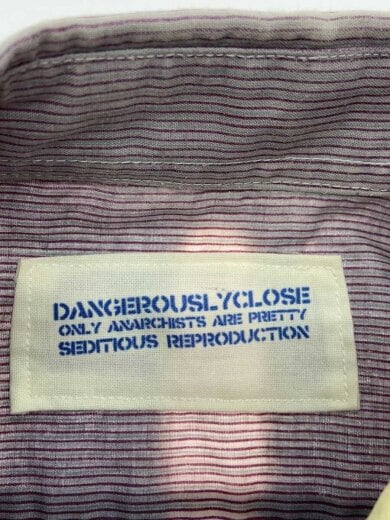 DANGEROUSLYCLOSE
ONLY ANARCHISTS ARE PRETTY
SEDITIOUS REPRODUCTION